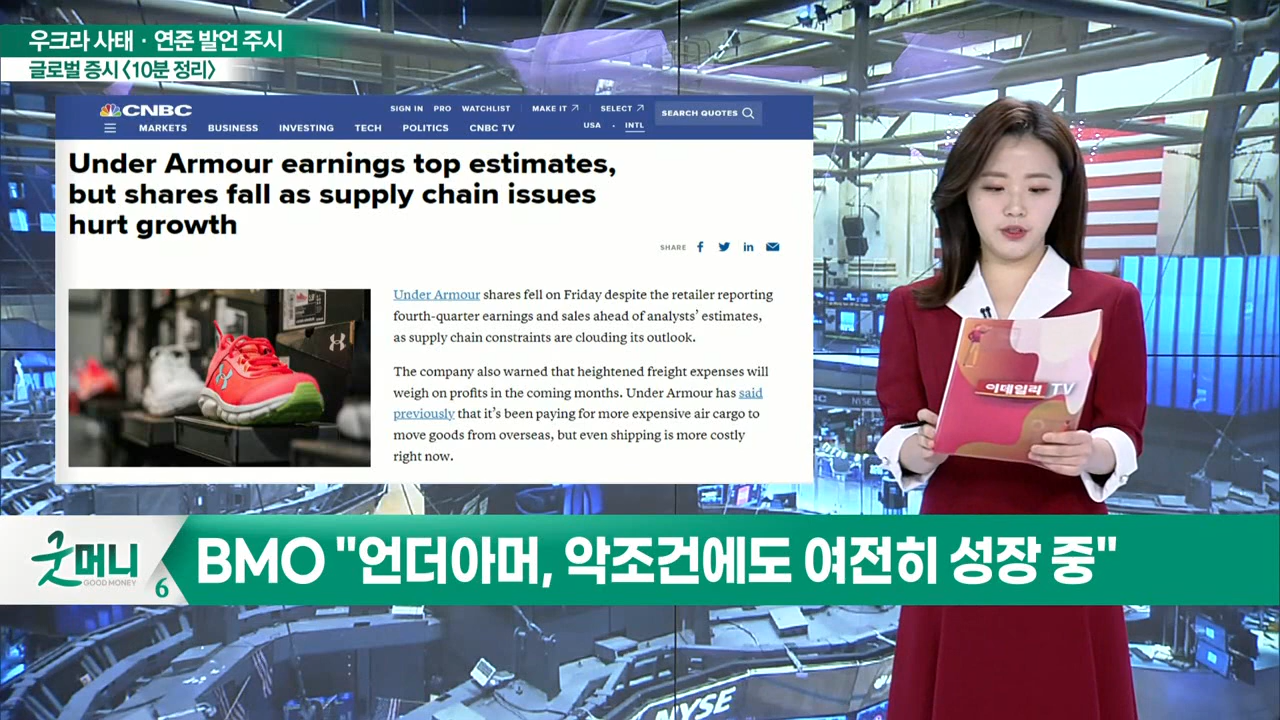 우크라 사태 · 연준 발언 주시
글로벌 증시 <10분 정리>
CNBC
SIGN IN PRO WATCHLIST MAKE IT SELECT
SEARCH QUOTES
USA · INTL
MARKETS BUSINESS INVESTING TECH POLITICS CNBC TV
Under Armour earnings top estimates,
but shares fall as supply chain issues
hurt growth
SHARE
Under Armour shares fell on Friday despite the retailer reporting
fourth-quarter earnings and sales ahead of analysts' estimates,
as supply chain constraints are clouding its outlook.
The company also warned that heightened freight expenses will
weigh on profits in the coming months. Under Armour has said
previously that it's been paying for more expensive air cargo to
move goods from overseas, but even shipping is more costly
right now.
이데일리 TV
굿머니
GOOD MONEY
6
BMO "언더아머, 악조건에도 여전히 성장 중"
NYSE